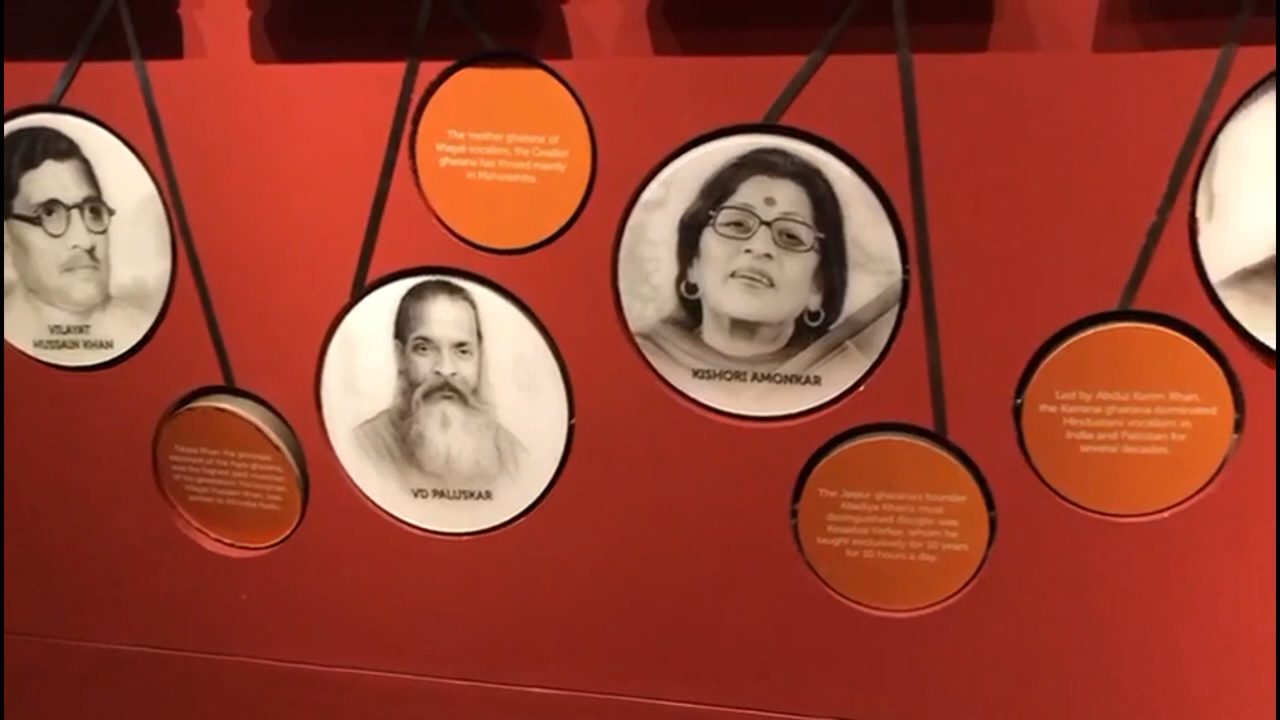 VILAYAT
HUSSAIN KHAN
The 'mother gharana' of
khayal vocalism, the Gwalior
gharana has thrived mainly
in Maharashtra.
VD PALUSKAR
KISHORI AMONKAR
The Jaipur gharana's founder
Alladiya Khan's most
distinguished disciple was
Kesarbai Kerkar, whom he
taught exclusively for 10 years
for 10 hours a day.
Led by Abdul Karim Khan,
the Kairana gharana dominated
Hindustani vocalism in
India and Pakistan for
several decades.